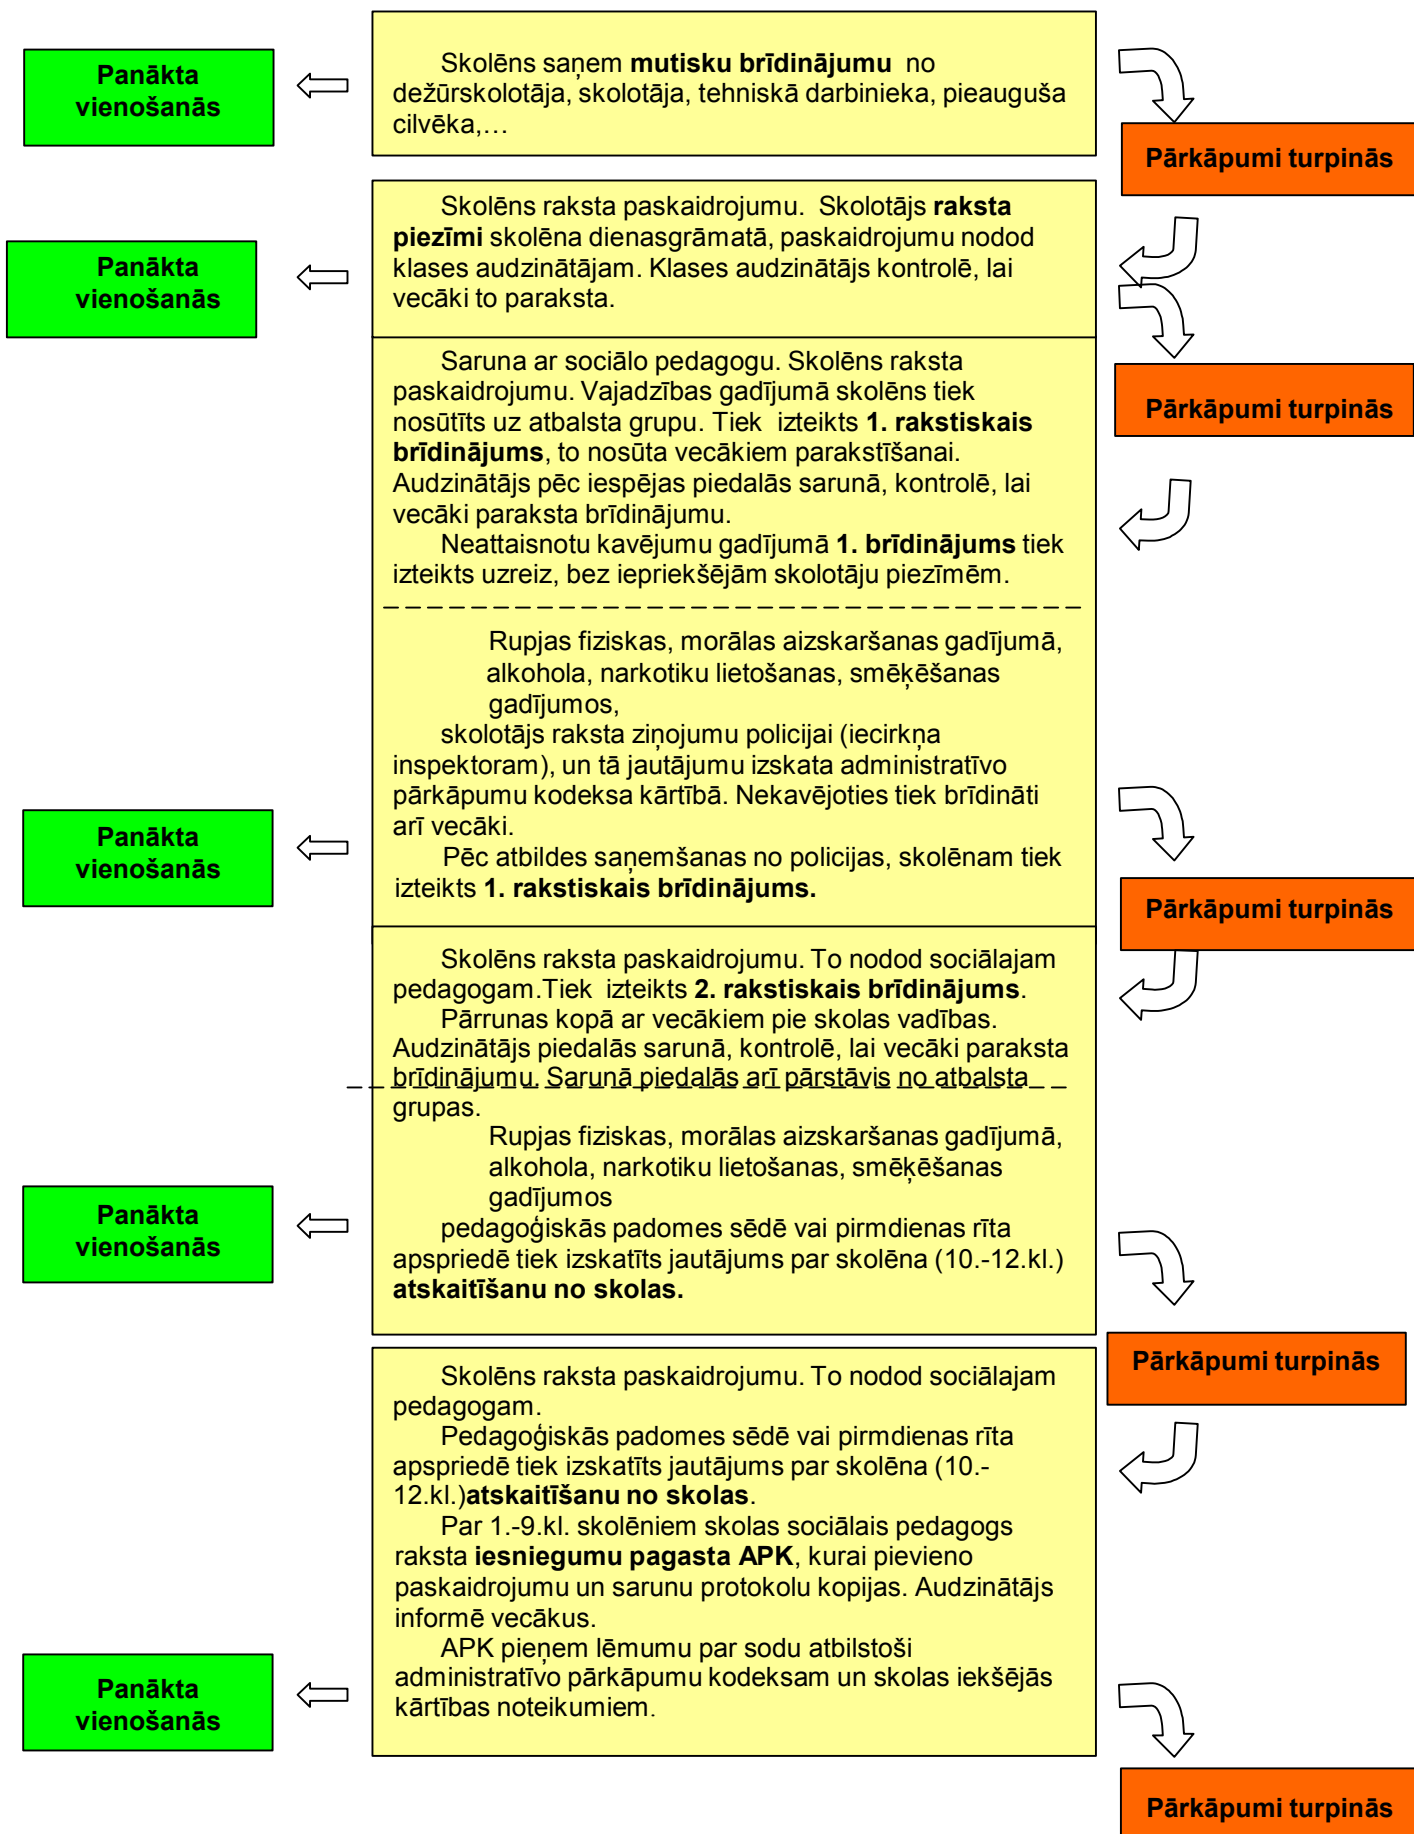 Panākta
vienošanās
Skolēns saņem mutisku brīdinājumu no
dežūrskolotāja, skolotāja, tehniskā darbinieka, pieauguša
cilvēka,…
Pārkāpumi turpinās
Panākta
vienošanās
Skolēns raksta paskaidrojumu. Skolotājs raksta
piezīmi skolēna dienasgrāmatā, paskaidrojumu nodod
klases audzinātājam. Klases audzinātājs kontrolē, lai
vecāki to paraksta.
Pārkāpumi turpinās
Saruna ar sociālo pedagogu. Skolēns raksta
paskaidrojumu. Vajadzības gadījumā skolēns tiek
nosūtīts uz atbalsta grupu. Tiek izteikts 1. rakstiskais
brīdinājums, to nosūta vecākiem parakstīšanai.
Audzinātājs pēc iespējas piedalās sarunā, kontrolē, lai
vecāki paraksta brīdinājumu.
Neattaisnotu kavējumu gadījumā 1. brīdinājums tiek
izteikts uzreiz, bez iepriekšējām skolotāju piezīmēm.
Rupjas fiziskas, morālas aizskaršanas gadījumā,
alkohola, narkotiku lietošanas, smēķēšanas
gadījumos,
skolotājs raksta ziņojumu policijai (iecirkņa
inspektoram), un tā jautājumu izskata administratīvo
pārkāpumu kodeksa kārtībā. Nekavējoties tiek brīdināti
arī vecāki.
Pēc atbildes saņemšanas no policijas, skolēnam tiek
izteikts 1. rakstiskais brīdinājums.
Panākta
vienošanās
Pārkāpumi turpinās
Skolēns raksta paskaidrojumu. To nodod sociālajam
pedagogam.Tiek izteikts 2. rakstiskais brīdinājums.
Pārrunas kopā ar vecākiem pie skolas vadības.
Audzinātājs piedalās sarunā, kontrolē, lai vecāki paraksta
brīdinājumu. Sarunā piedalās arī pārstāvis no atbalsta
grupas.
Rupjas fiziskas, morālas aizskaršanas gadījumā,
alkohola, narkotiku lietošanas, smēķēšanas
gadījumos
pedagoģiskās padomes sēdē vai pirmdienas rīta
apspriedē tiek izskatīts jautājums par skolēna (10.-12.kl.)
atskaitīšanu no skolas.
Panākta
vienošanās
Pārkāpumi turpinās
Skolēns raksta paskaidrojumu. To nodod sociālajam
pedagogam.
Pedagoģiskās padomes sēdē vai pirmdienas rīta
apspriedē tiek izskatīts jautājums par skolēna (10.-
12.kl.)atskaitīšanu no skolas.
Par 1.-9.kl. skolēniem skolas sociālais pedagogs
raksta iesniegumu pagasta APK, kurai pievieno
paskaidrojumu un sarunu protokolu kopijas. Audzinātājs
informē vecākus.
APK pieņem lēmumu par sodu atbilstoši
administratīvo pārkāpumu kodeksam un skolas iekšējās
kārtības noteikumiem.
Panākta
vienošanās
Pārkāpumi turpinās